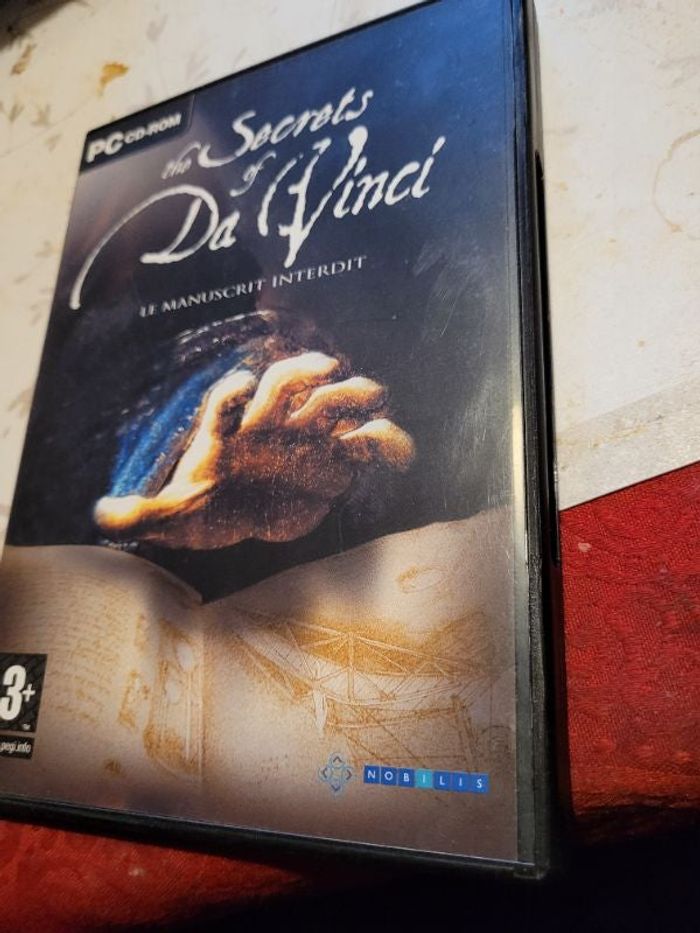 PC CD-ROM
the Secrets
of
Da Vinci
LE MANUSCRIT INTERDIT
3+
pegi.info
NOBILIS